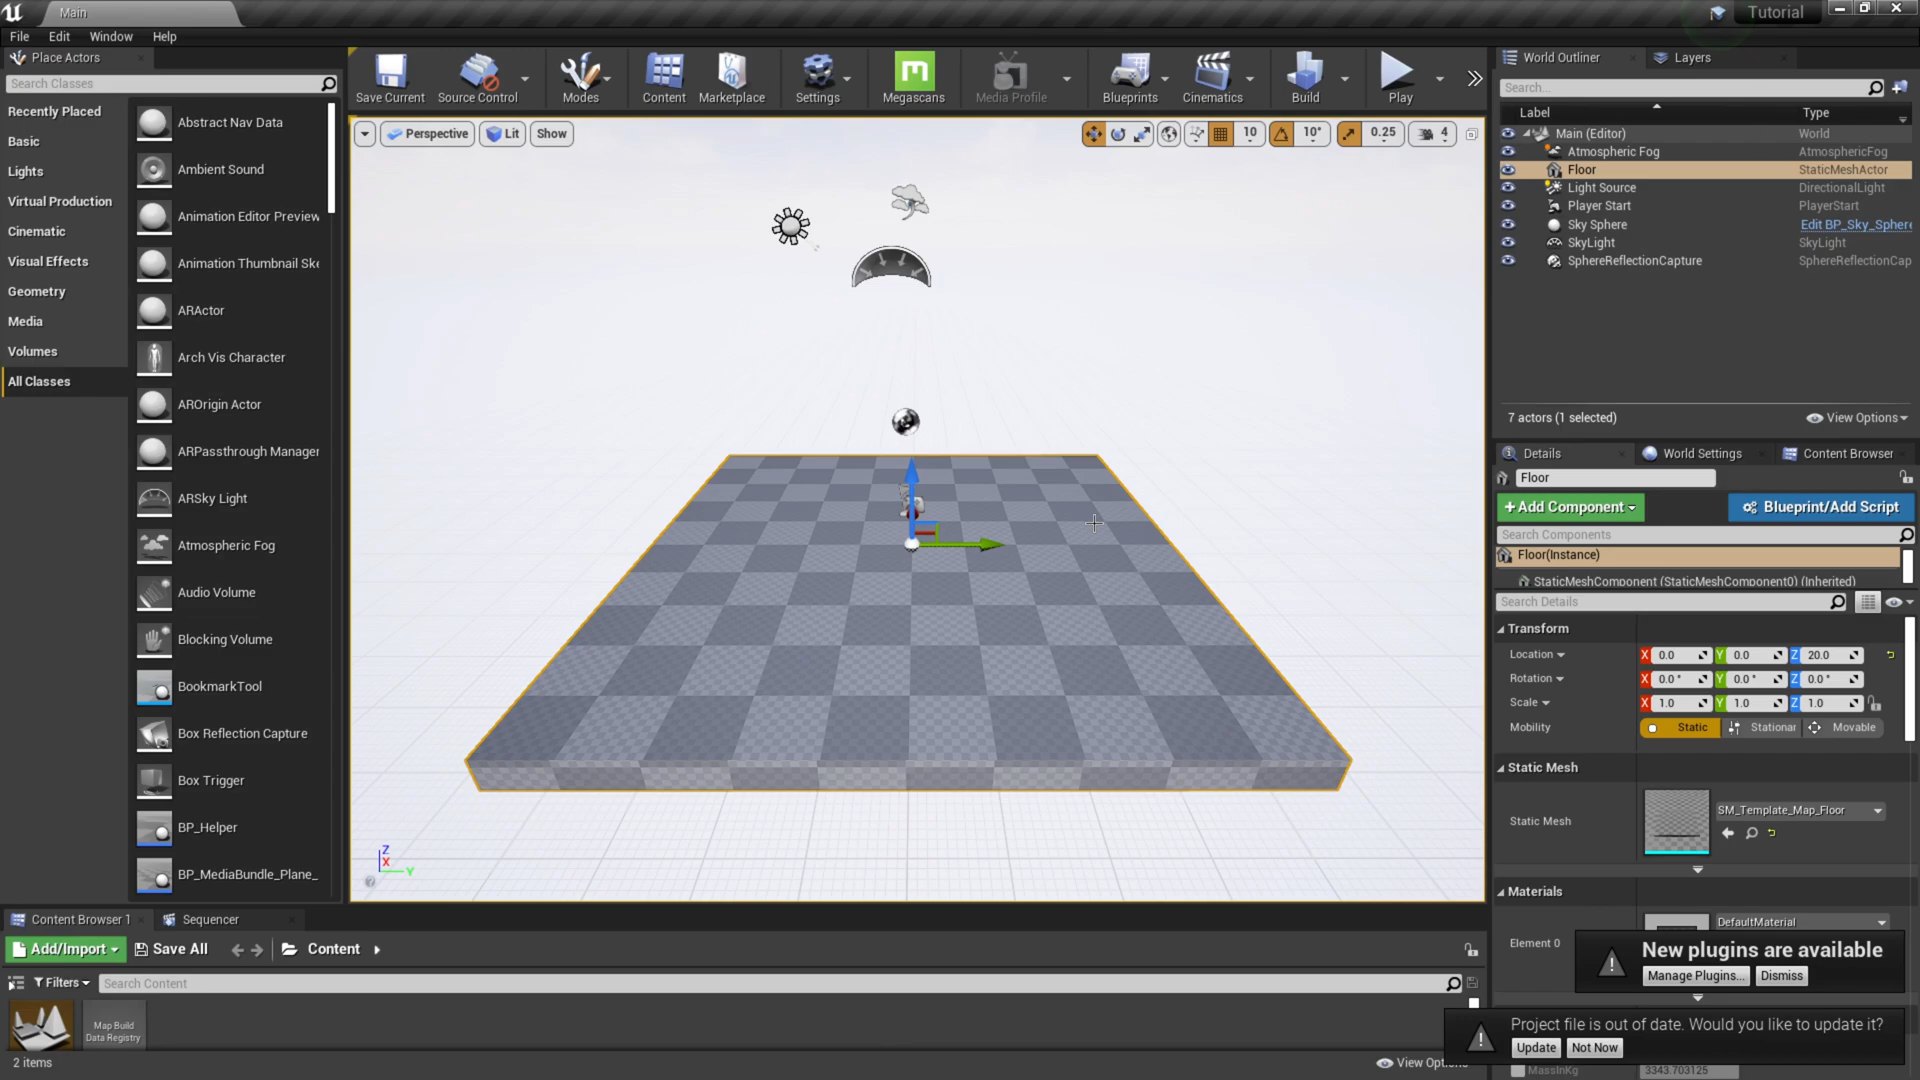 Main
Tutorial
File Edit Window Help
Place Actors
Search Classes
Recently Placed
Basic
Lights
Virtual Production
Cinematic
Visual Effects
Geometry
Media
Volumes
All Classes
Abstract Nav Data
Ambient Sound
Animation Editor Preview
Animation Thumbnail Ske
ARActor
Arch Vis Character
AROrigin Actor
ARPassthrough Manager
ARSky Light
Atmospheric Fog
Audio Volume
Blocking Volume
BookmarkTool
Box Reflection Capture
Box Trigger
BP_Helper
BP_MediaBundle_Plane_
Save Current Source Control Modes Content Marketplace Settings Megascans Media Profile Blueprints Cinematics Build Play
Perspective Lit Show 10 10° 0.25 4
Z
X
Y
World Outliner Layers
Search...
Label Type
Main (Editor) World
Atmospheric Fog AtmosphericFog
Floor StaticMeshActor
Light Source DirectionalLight
Player Start PlayerStart
Sky Sphere Edit BP_Sky_Sphere
SkyLight SkyLight
SphereReflectionCapture SphereReflectionCap
7 actors (1 selected) View Options
Details World Settings Content Browser
Floor
+Add Component Blueprint/Add Script
Search Components
Floor(Instance)
StaticMeshComponent (StaticMeshComponent0) (Inherited)
Search Details
Transform
Location X 0.0 Y 0.0 Z 20.0
Rotation X 0.0° Y 0.0° Z 0.0°
Scale X 1.0 Y 1.0 Z 1.0
Mobility Static Stationar Movable
Static Mesh
Static Mesh SM_Template_Map_Floor
Materials
Element 0 DefaultMaterial
New plugins are available
Manage Plugins... Dismiss
Project file is out of date. Would you like to update it?
Update Not Now
MassInKg 3343.703125
Content Browser 1 Sequencer
Add/Import Save All Content
Filters Search Content
Map Build
Data Registry
2 items View Opti